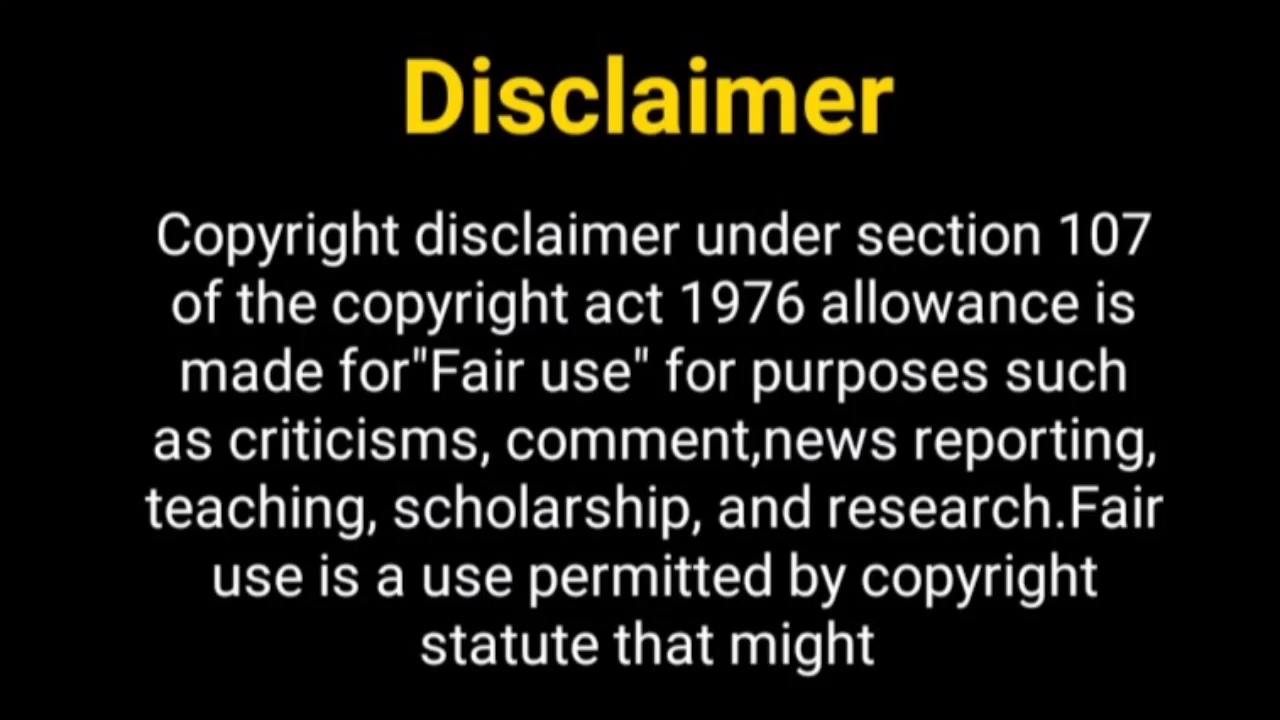 Disclaimer
Copyright disclaimer under section 107
of the copyright act 1976 allowance is
made for"Fair use" for purposes such
as criticisms, comment,news reporting,
teaching, scholarship, and research.Fair
use is a use permitted by copyright
statute that might